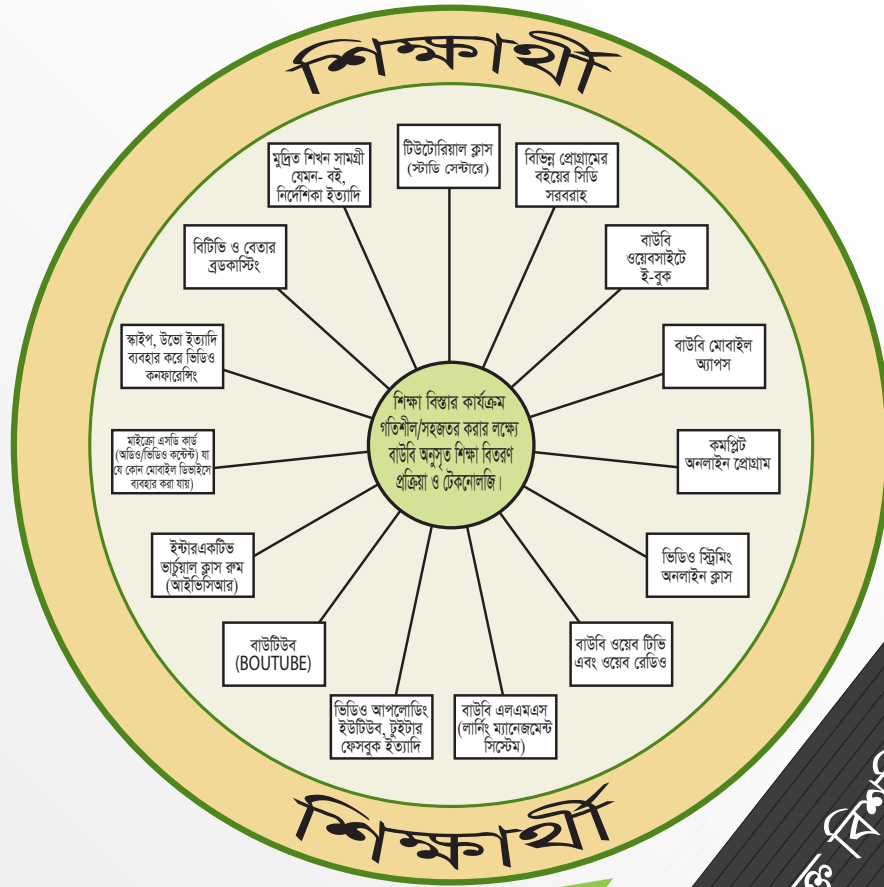 শিক্ষার্থী
টিউটোরিয়াল ক্লাস
(স্টাডি সেন্টারে)
বিভিন্ন প্রোগ্রামের
বইয়ের সিডি
সরবরাহ
বাউবি
ওয়েবসাইটে
ই-বুক
বাউবি মোবাইল
অ্যাপস
কমপ্লিট
অনলাইন প্রোগ্রাম
ভিডিও স্ট্রিমিং
অনলাইন ক্লাস
বাউবি ওয়েব টিভি
এবং ওয়েব রেডিও
বাউবি এলএমএস
(লার্নিং ম্যানেজমেন্ট
সিস্টেম)
ভিডিও আপলোডিং
ইউটিউব, টুইটার
ফেসবুক ইত্যাদি
বাউটিউব
(BOUTUBE)
ইন্টারএকটিভ
ভার্চুয়াল ক্লাস রুম
(আইভিসিআর)
মাইক্রো এসডি কার্ড
(অডিও/ভিডিও কন্টেন্ট) যা
যে কোন মোবাইল ডিভাইসে
ব্যবহার করা যায়)
স্কাইপ, উভো ইত্যাদি
ব্যবহার করে ভিডিও
কনফারেন্সিং
বিটিভি ও বেতার
ব্রডকাস্টিং
মুদ্রিত শিখন সামগ্রী
যেমন- বই,
নির্দেশিকা ইত্যাদি
শিক্ষা বিস্তার কার্যক্রম
গতিশীল/সহজতর করার লক্ষ্যে
বাউবি অনুসৃত শিক্ষা বিতরণ
প্রক্রিয়া ও টেকনোলজি।
শিক্ষার্থী